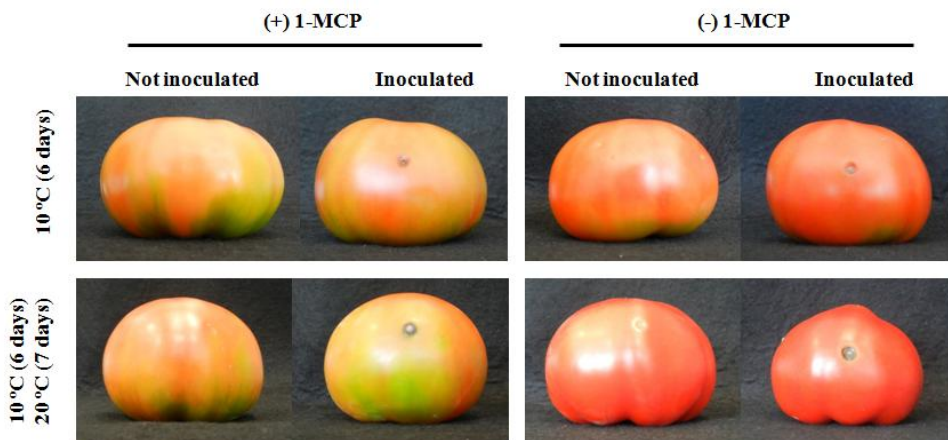 (+) 1-MCP
(-) 1-MCP
Not inoculated
Inoculated
Not inoculated
Inoculated
10 ºC (6 days)
10 ºC (6 days)
20 ºC (7 days)